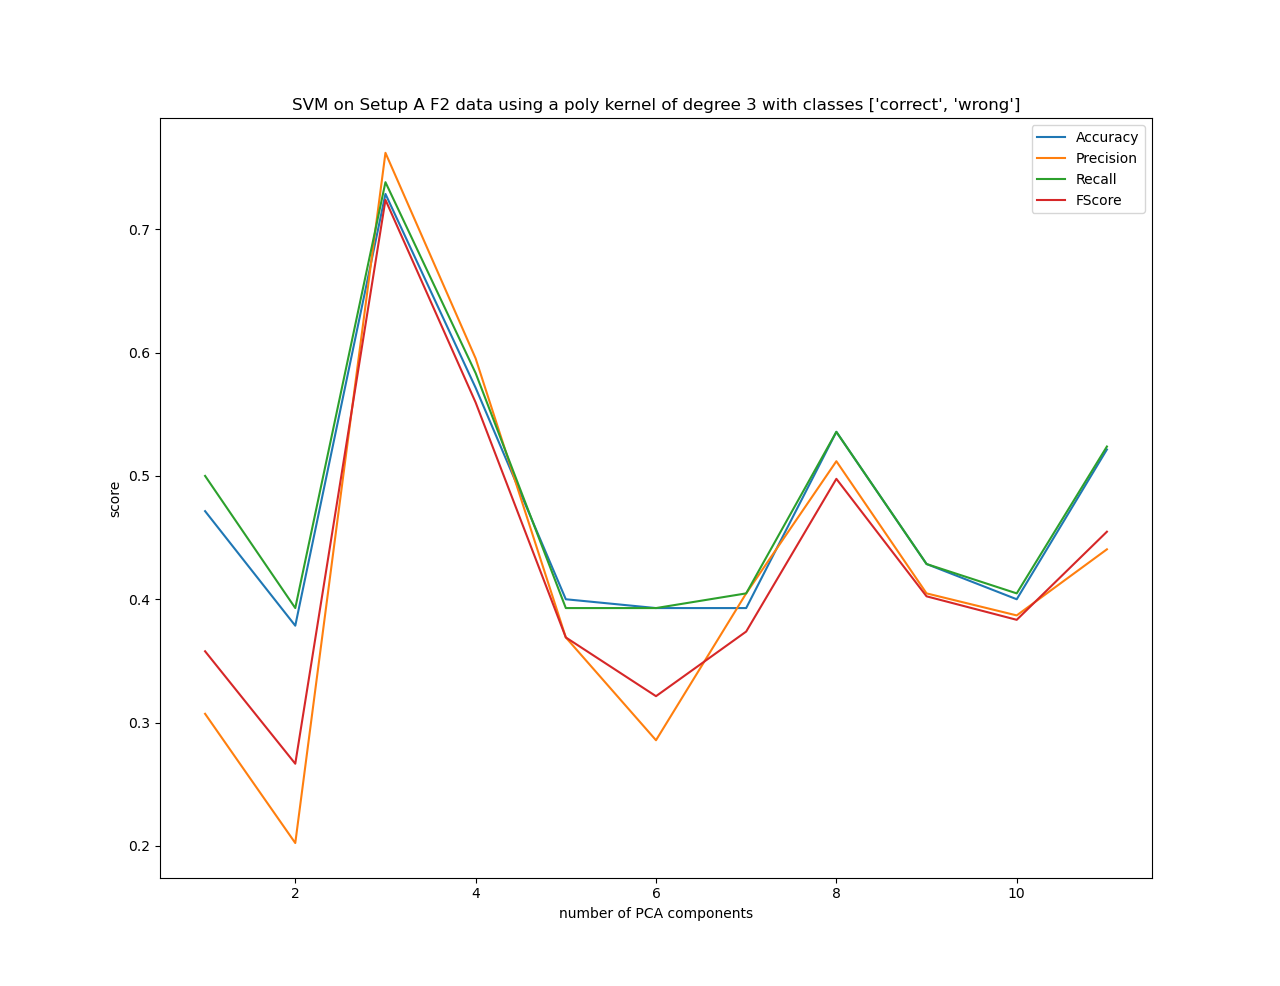 SVM on Setup A F2 data using a poly kernel of degree 3 with classes ['correct', 'wrong']
Accuracy
Precision
Recall
FScore
0.7
0.6
0.5
0.4
0.3
0.2
score
2 4 6 8 10
number of PCA components